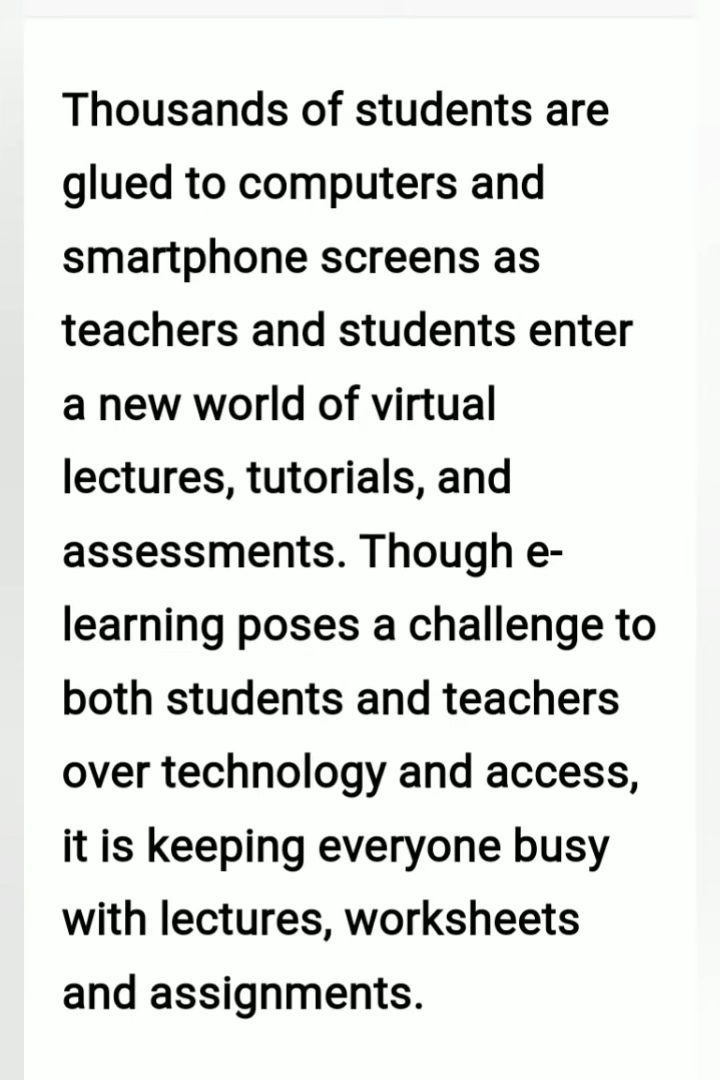 Thousands of students are
glued to computers and
smartphone screens as
teachers and students enter
a new world of virtual
lectures, tutorials, and
assessments. Though e-
learning poses a challenge to
both students and teachers
over technology and access,
it is keeping everyone busy
with lectures, worksheets
and assignments.